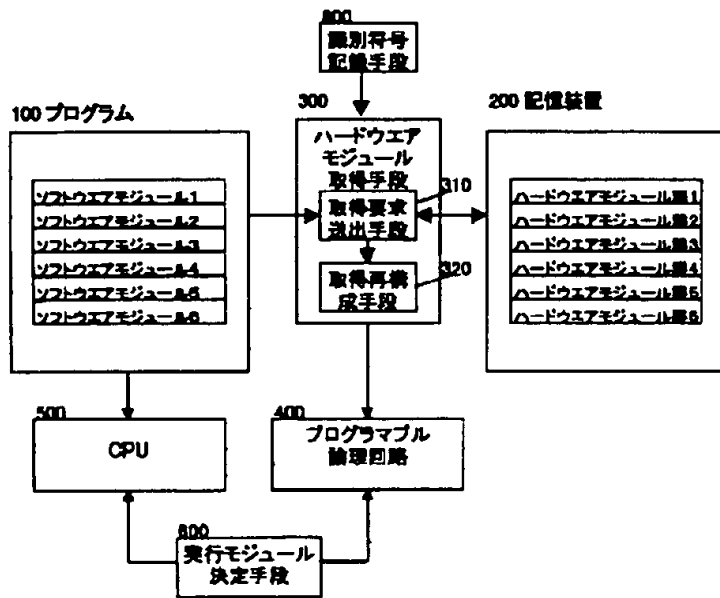 800
識別符号
記録手段
100 プログラム
300
200 記憶装置
ハードウエア
モジュール
取得手段
310
取得要求
送出手段
320
取得再構
成手段
ソフトウエアモジュール1
ソフトウエアモジュール2
ソフトウエアモジュール3
ソフトウエアモジュール4
ソフトウエアモジュール5
ソフトウエアモジュール6
ハードウエアモジュール群1
ハードウエアモジュール群2
ハードウエアモジュール群3
ハードウエアモジュール群4
ハードウエアモジュール群5
ハードウエアモジュール群6
500
CPU
400
プログラマブル
論理回路
600
実行モジュール
決定手段